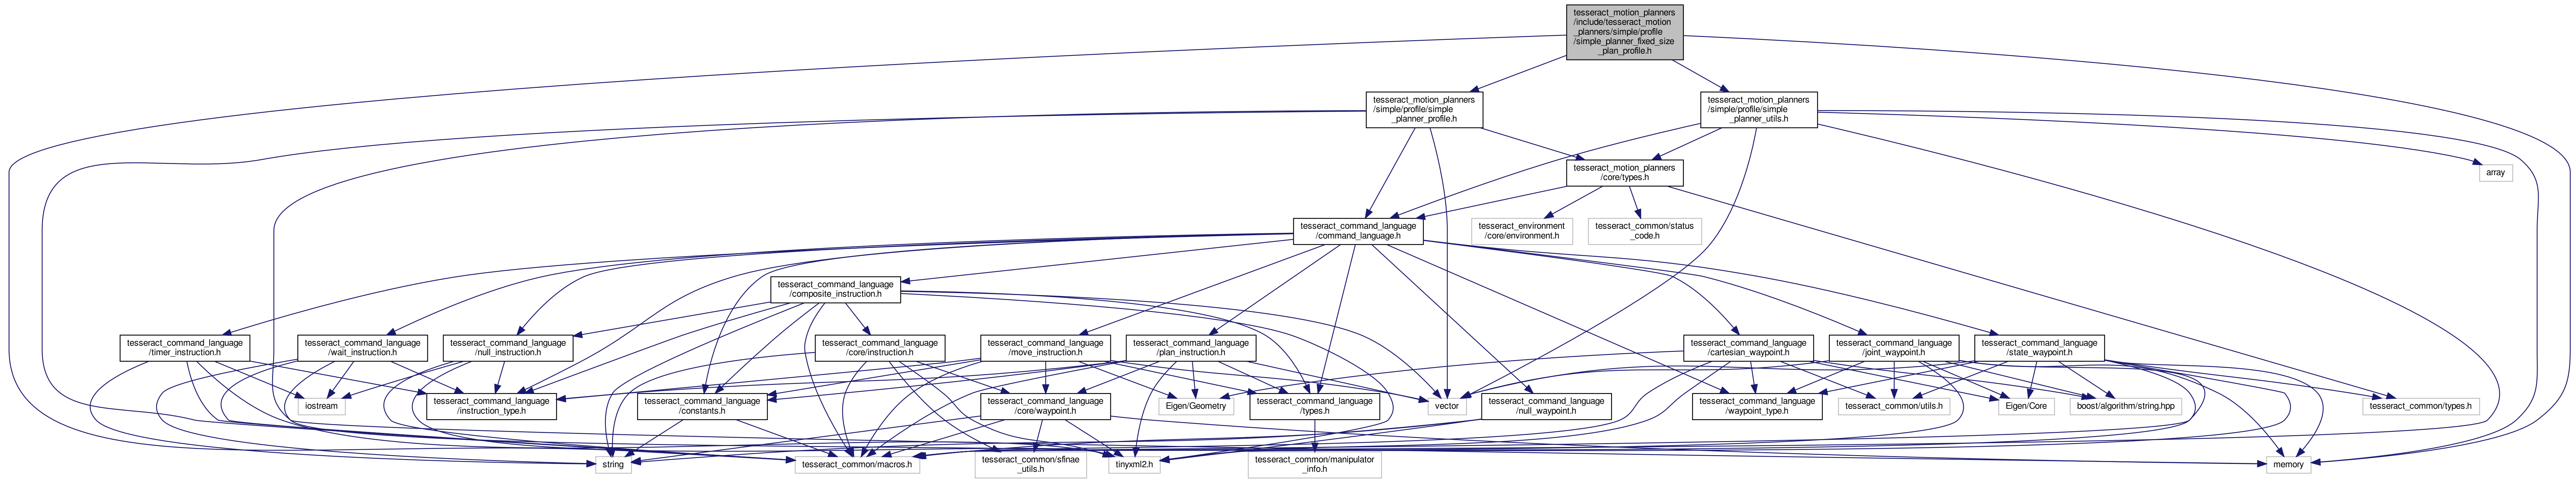 tesseract_motion_planners
/include/tesseract_motion
_planners/simple/profile
/simple_planner_fixed_size
_plan_profile.h
tesseract_motion_planners
/simple/profile/simple
_planner_profile.h
tesseract_motion_planners
/simple/profile/simple
_planner_utils.h
tesseract_motion_planners
/core/types.h
array
tesseract_command_language
/command_language.h
tesseract_environment
/core/environment.h
tesseract_common/status
_code.h
tesseract_command_language
/composite_instruction.h
tesseract_command_language
/timer_instruction.h
tesseract_command_language
/wait_instruction.h
tesseract_command_language
/null_instruction.h
tesseract_command_language
/core/instruction.h
tesseract_command_language
/move_instruction.h
tesseract_command_language
/plan_instruction.h
tesseract_command_language
/cartesian_waypoint.h
tesseract_command_language
/joint_waypoint.h
tesseract_command_language
/state_waypoint.h
iostream
tesseract_command_language
/instruction_type.h
tesseract_command_language
/constants.h
tesseract_command_language
/core/waypoint.h
Eigen/Geometry
tesseract_command_language
/types.h
vector
tesseract_command_language
/null_waypoint.h
tesseract_command_language
/waypoint_type.h
tesseract_common/utils.h
Eigen/Core
boost/algorithm/string.hpp
tesseract_common/types.h
string
tesseract_common/macros.h
tesseract_common/sfinae
_utils.h
tinyxml2.h
tesseract_common/manipulator
_info.h
memory